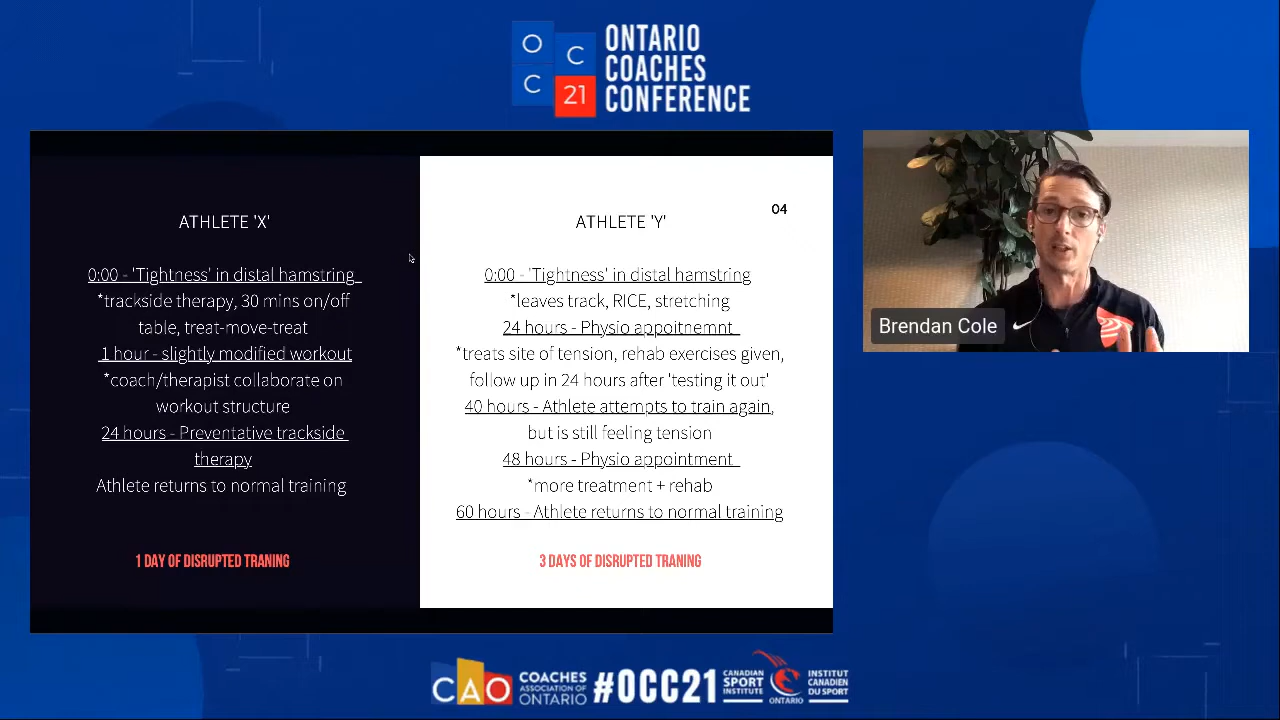 O C
C 21
ONTARIO
COACHES
CONFERENCE
ATHLETE 'X'
0:00 - 'Tightness' in distal hamstring
*trackside therapy, 30 mins on/off
table, treat-move-treat
1 hour - slightly modified workout
*coach/therapist collaborate on
workout structure
24 hours - Preventative trackside
therapy
Athlete returns to normal training
1 DAY OF DISRUPTED TRANING
04
ATHLETE 'Y'
0:00 - 'Tightness' in distal hamstring
*leaves track, RICE, stretching
24 hours - Physio appoitnemnt
*treats site of tension, rehab exercises given,
follow up in 24 hours after 'testing it out'
40 hours - Athlete attempts to train again,
but is still feeling tension
48 hours - Physio appointment
*more treatment + rehab
60 hours - Athlete returns to normal training
3 DAYS OF DISRUPTED TRANING
Brendan Cole
CAO
COACHES
ASSOCIATION OF
ONTARIO
#OCC21
CANADIAN
SPORT
INSTITUTE
ONTARIO
INSTITUT
CANADIEN
DU SPORT